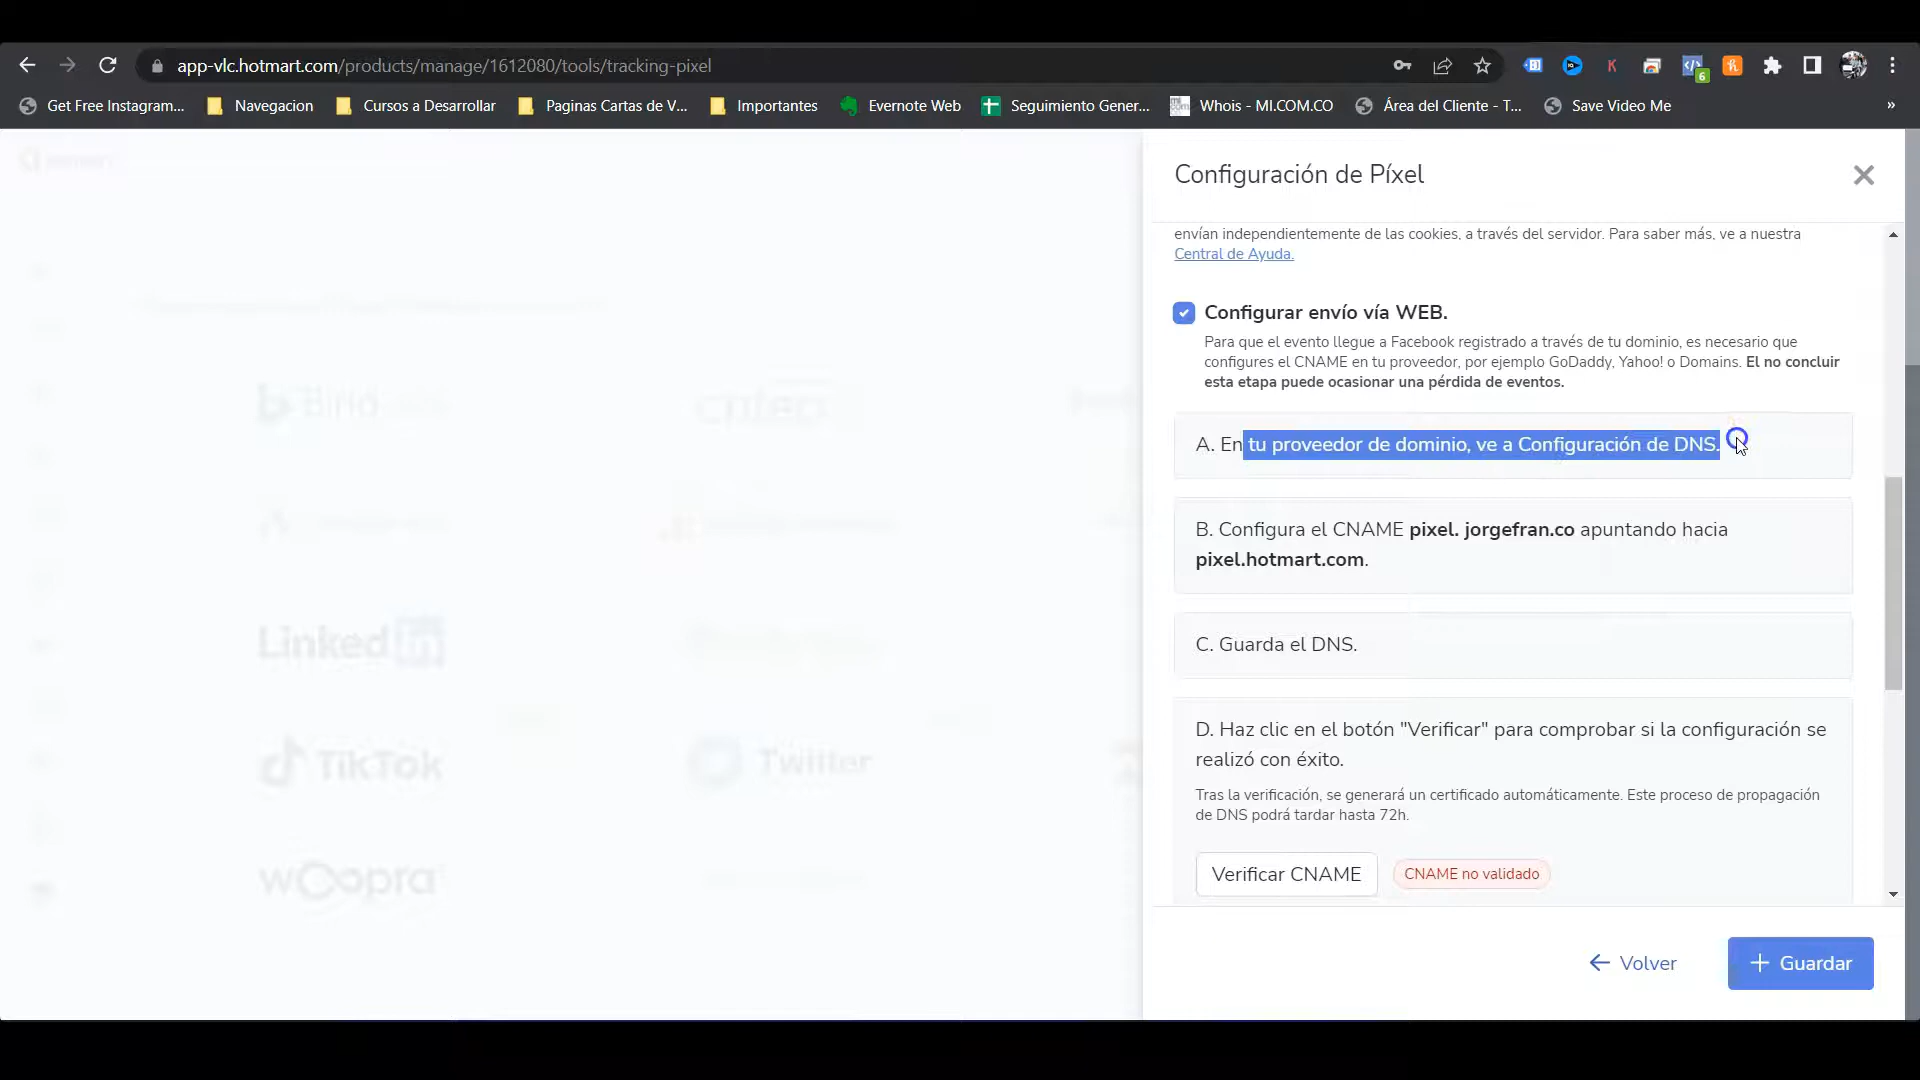 app-vlc.hotmart.com/products/manage/1612080/tools/tracking-pixel
6
Get Free Instagram... Navegacion Cursos a Desarrollar Paginas Cartas de V... Importantes Evernote Web Seguimiento Gener... Whois - MI.COM.CO Área del Cliente - T... Save Video Me »
Configuración de Píxel
envían independientemente de las cookies, a través del servidor. Para saber más, ve a nuestra
Central de Ayuda.
Configurar envío vía WEB.
Para que el evento llegue a Facebook registrado a través de tu dominio, es necesario que
configures el CNAME en tu proveedor, por ejemplo GoDaddy, Yahoo! o Domains. El no concluir
esta etapa puede ocasionar una pérdida de eventos.
A. En tu proveedor de dominio, ve a Configuración de DNS.
B. Configura el CNAME pixel. jorgefran.co apuntando hacia
pixel.hotmart.com.
C. Guarda el DNS.
D. Haz clic en el botón "Verificar" para comprobar si la configuración se
realizó con éxito.
Tras la verificación, se generará un certificado automáticamente. Este proceso de propagación
de DNS podrá tardar hasta 72h.
Verificar CNAME CNAME no validado
Volver + Guardar
Bing
criteo
Linked in
TikTok
Twitter
woopra